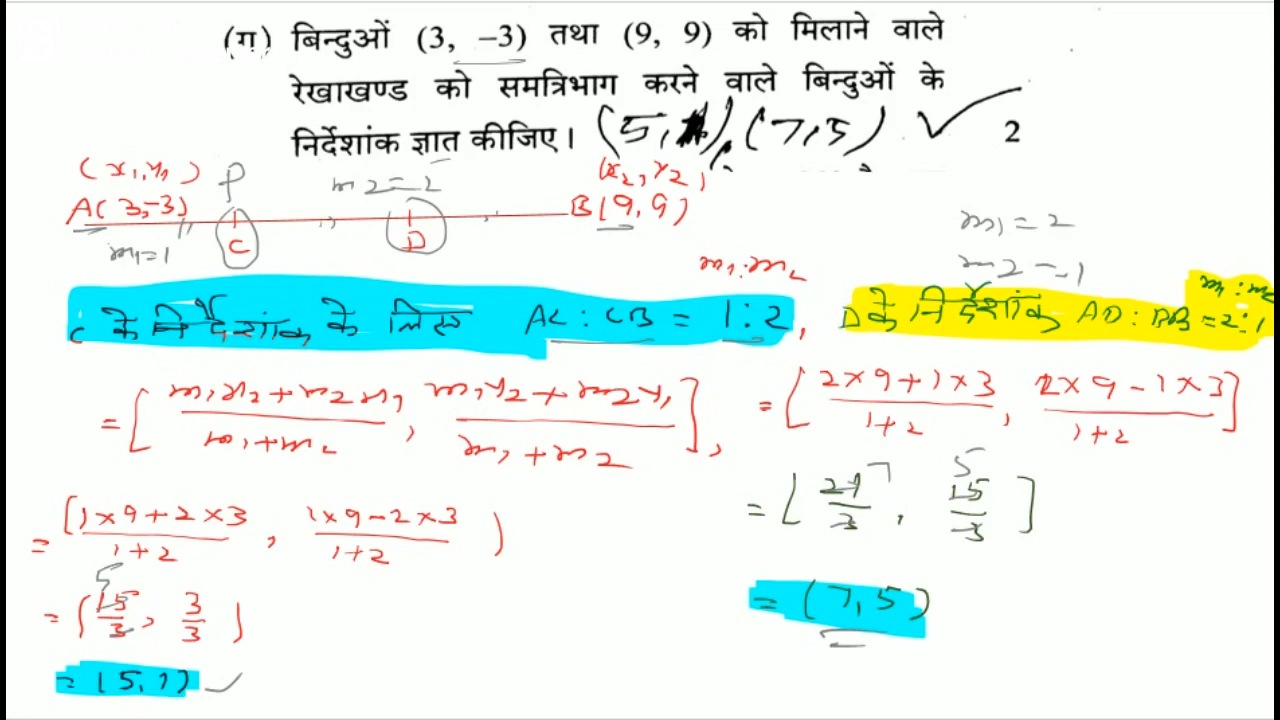 (ग) बिन्दुओं (3, −3) तथा (9, 9) को मिलाने वाले
रेखाखण्ड को समत्रिभाग करने वाले बिन्दुओं के
निर्देशांक ज्ञात कीजिए। (5, 1), (7,5) ✓ 2
(x1, y1) P m2=2 (x2, y2)
A(3,-3) B(9,9)
m1=1 C D
m1=2
m2=1
m1:m2 m1:m2
C के निर्देशांक के लिए AC : CB = 1:2 , D के निर्देशांक AD : DB = 2:1
= [ m1x2+m2x1 / m1+m2 , m1y2+m2y1 / m1+m2 ] ,
= [ 2×9+1×3 / 1+2 , 2×9-1×3 / 1+2 ]
= [ 21/3 7 , 15/3 5 ]
= (7,5)
= [ 1×9+2×3 / 1+2 , 1×9-2×3 / 1+2 )
= ( 15/3 5 , 3/3 )
= (5,1) ✓